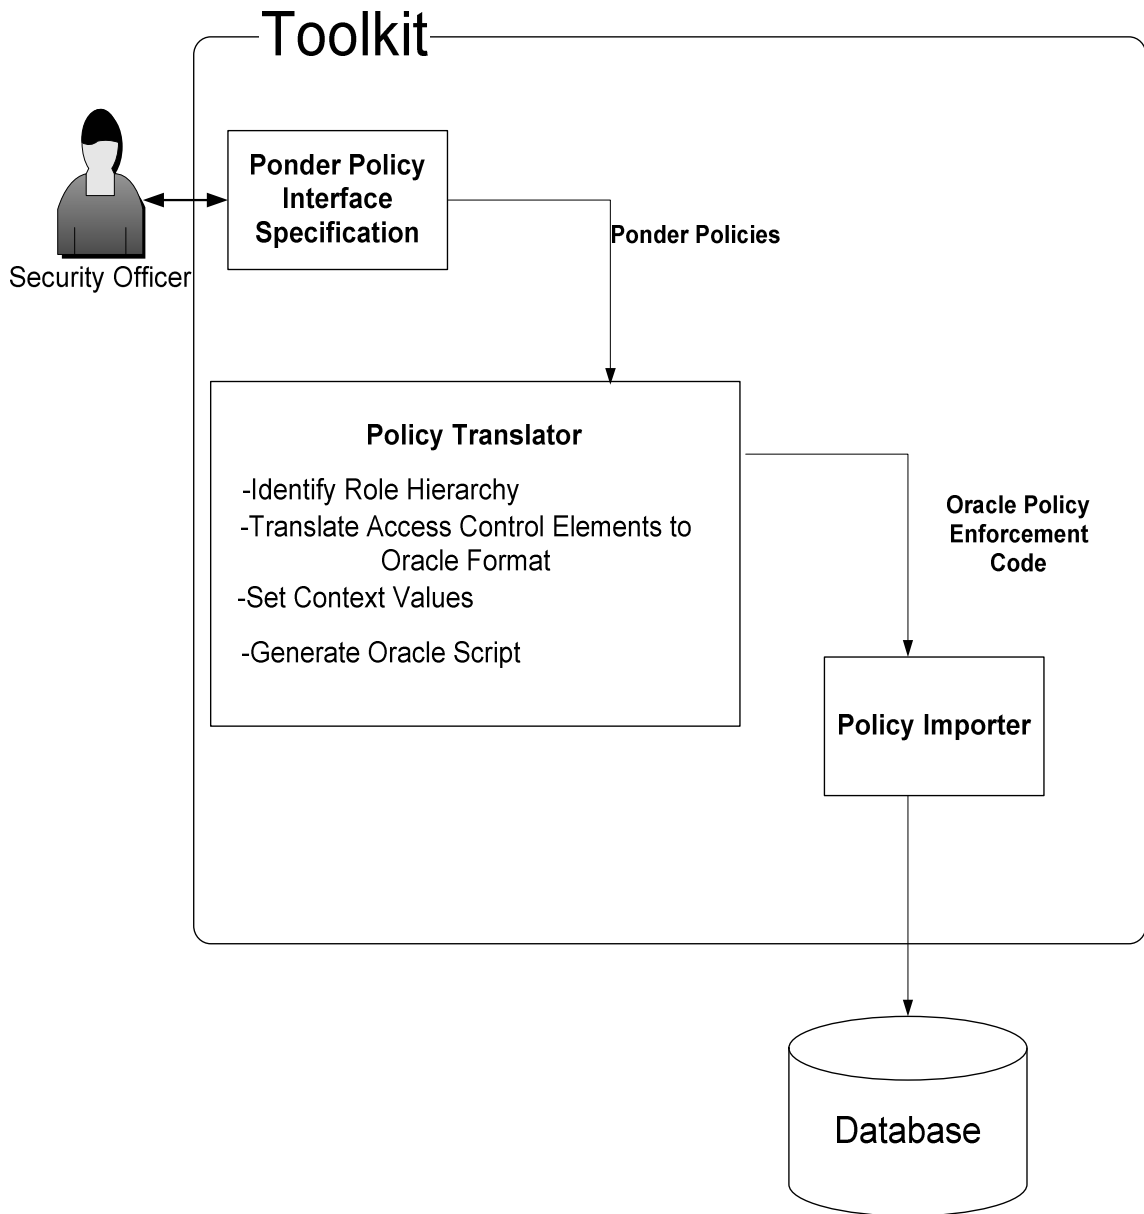 Toolkit
Ponder Policy
Interface
Specification
Security Officer
Ponder Policies
Policy Translator
-Identify Role Hierarchy
-Translate Access Control Elements to
Oracle Format
-Set Context Values
-Generate Oracle Script
Oracle Policy
Enforcement
Code
Policy Importer
Database